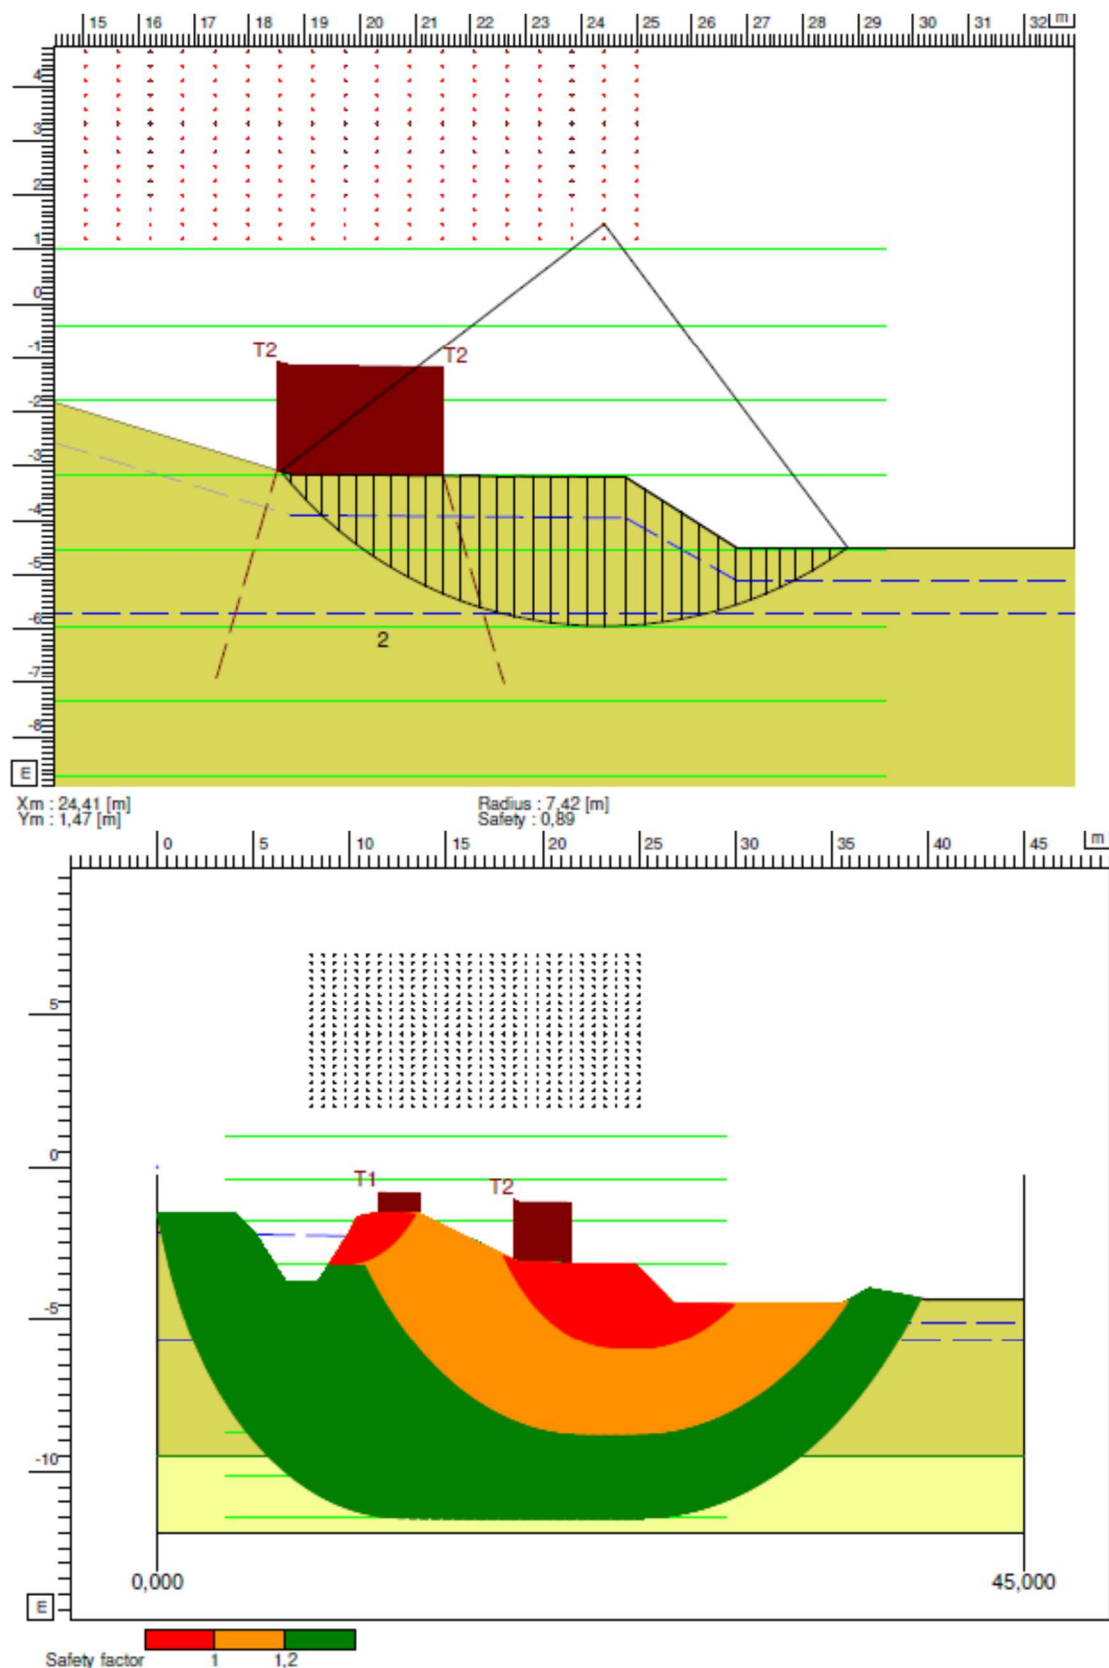 15 16 17 18 19 20 21 22 23 24 25 26 27 28 29 30 31 32 m
4
3
2
1
0
-1
T2 T2
-2
-3
-4
-5
-6
2
-7
-8
m
Xm : 24,41 [m] Radius : 7,42 [m]
Ym : 1,47 [m] Safety : 0,89
0 5 10 15 20 25 30 35 40 45 m
5
0
T1 T2
-5
-10
0,000 45,000
m
Safety factor 1 1,2